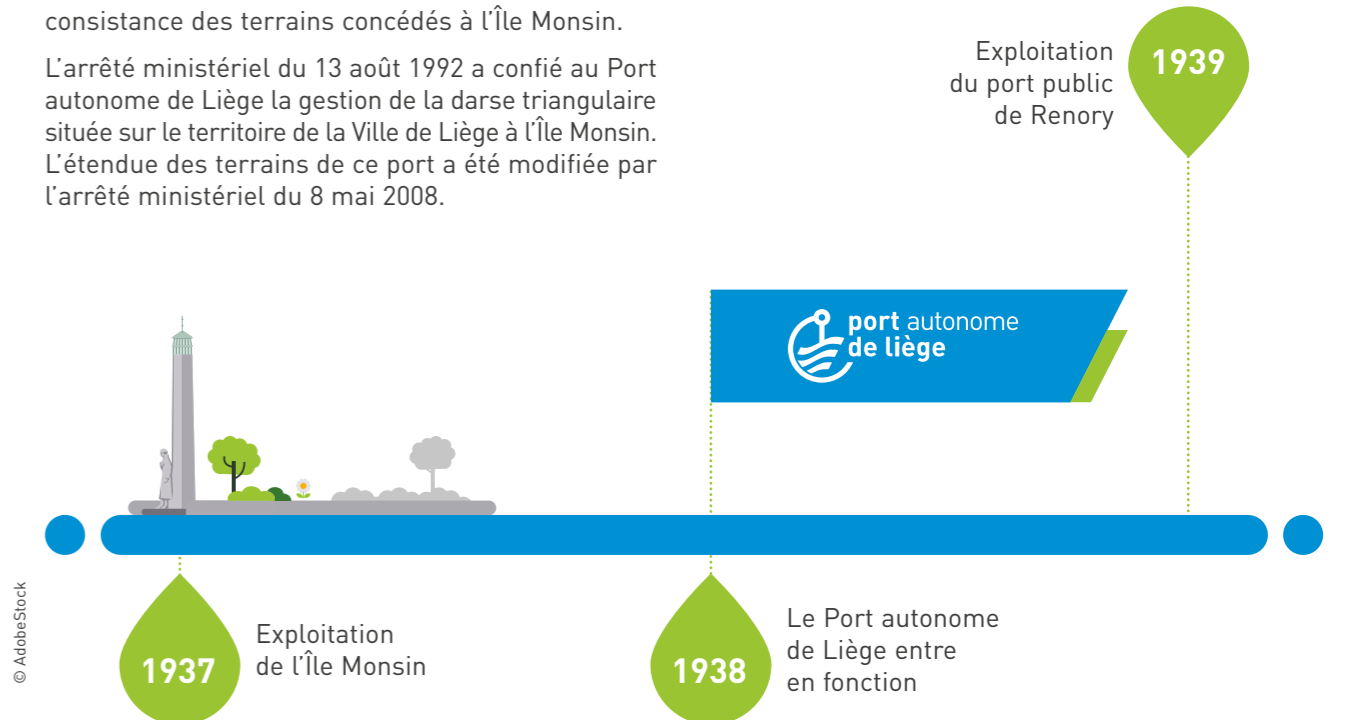 consistance des terrains concédés à l'Île Monsin.
L'arrêté ministériel du 13 août 1992 a confié au Port
autonome de Liège la gestion de la darse triangulaire
située sur le territoire de la Ville de Liège à l'Île Monsin.
L'étendue des terrains de ce port a été modifiée par
l'arrêté ministériel du 8 mai 2008.
Exploitation
du port public
de Renory
1939
port autonome
de liège
© AdobeStock
1937
Exploitation
de l'Île Monsin
1938
Le Port autonome
de Liège entre
en fonction